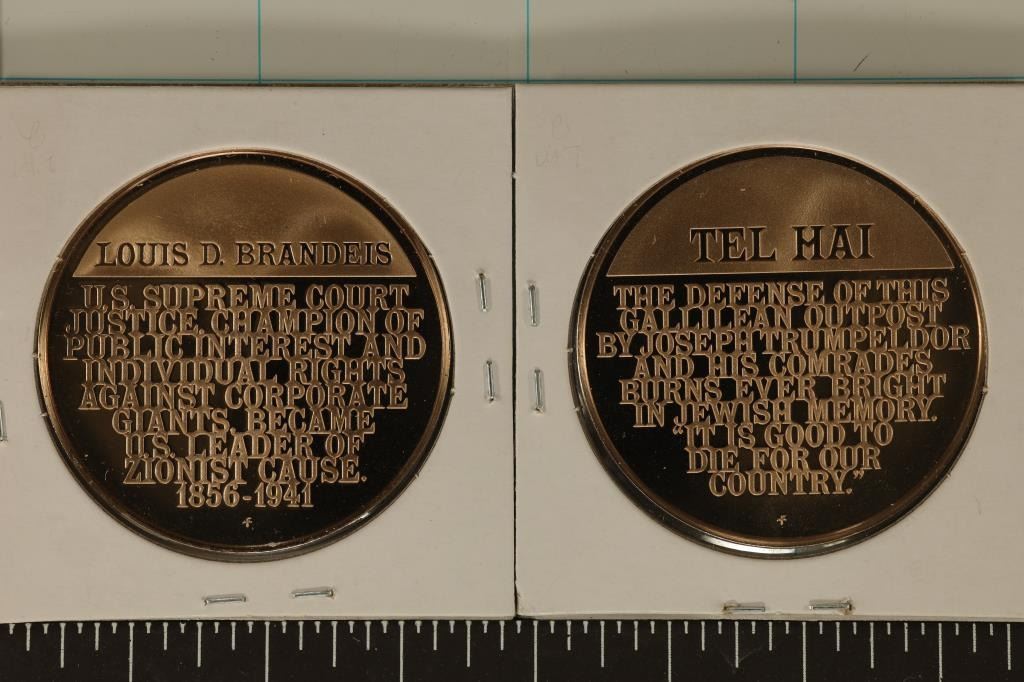 LOUIS D. BRANDEIS
U.S. SUPREME COURT
JUSTICE, CHAMPION OF
PUBLIC INTEREST AND
INDIVIDUAL RIGHTS
AGAINST CORPORATE
GIANTS, BECAME
U.S. LEADER OF
ZIONIST CAUSE.
1856-1941
TEL HAI
THE DEFENSE OF THIS
GALLILEAN OUTPOST
BY JOSEPH TRUMPELDOR
AND HIS COMRADES
BURNS EVER BRIGHT
IN JEWISH MEMORY.
"IT IS GOOD TO
DIE FOR OUR
COUNTRY."